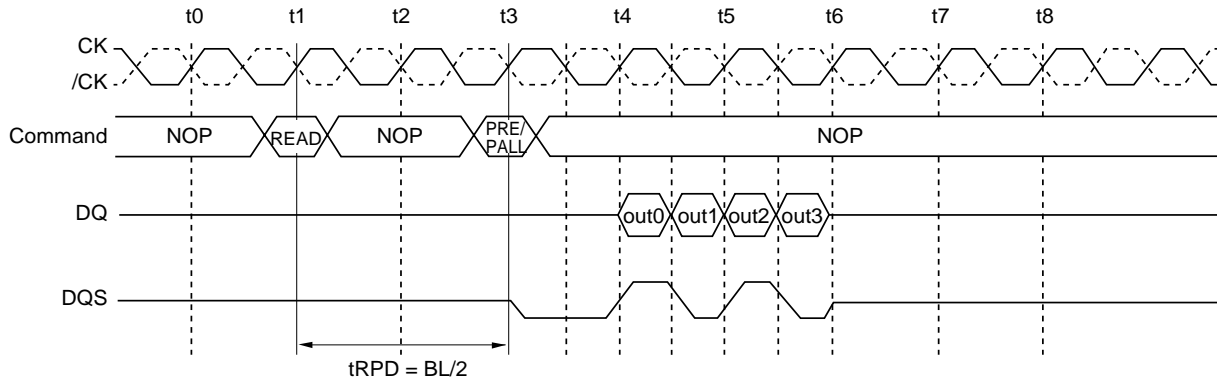 t0 t1 t2 t3 t4 t5 t6 t7 t8
CK
/CK
Command NOP READ NOP PRE/ PALL NOP
DQ out0 out1 out2 out3
DQS
tRPD = BL/2